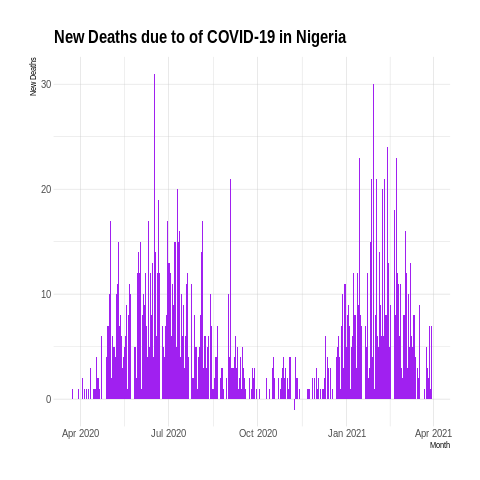 New Deaths due to of COVID-19 in Nigeria
New Deaths
30
20
10
0
Apr 2020 Jul 2020 Oct 2020 Jan 2021 Apr 2021
Month